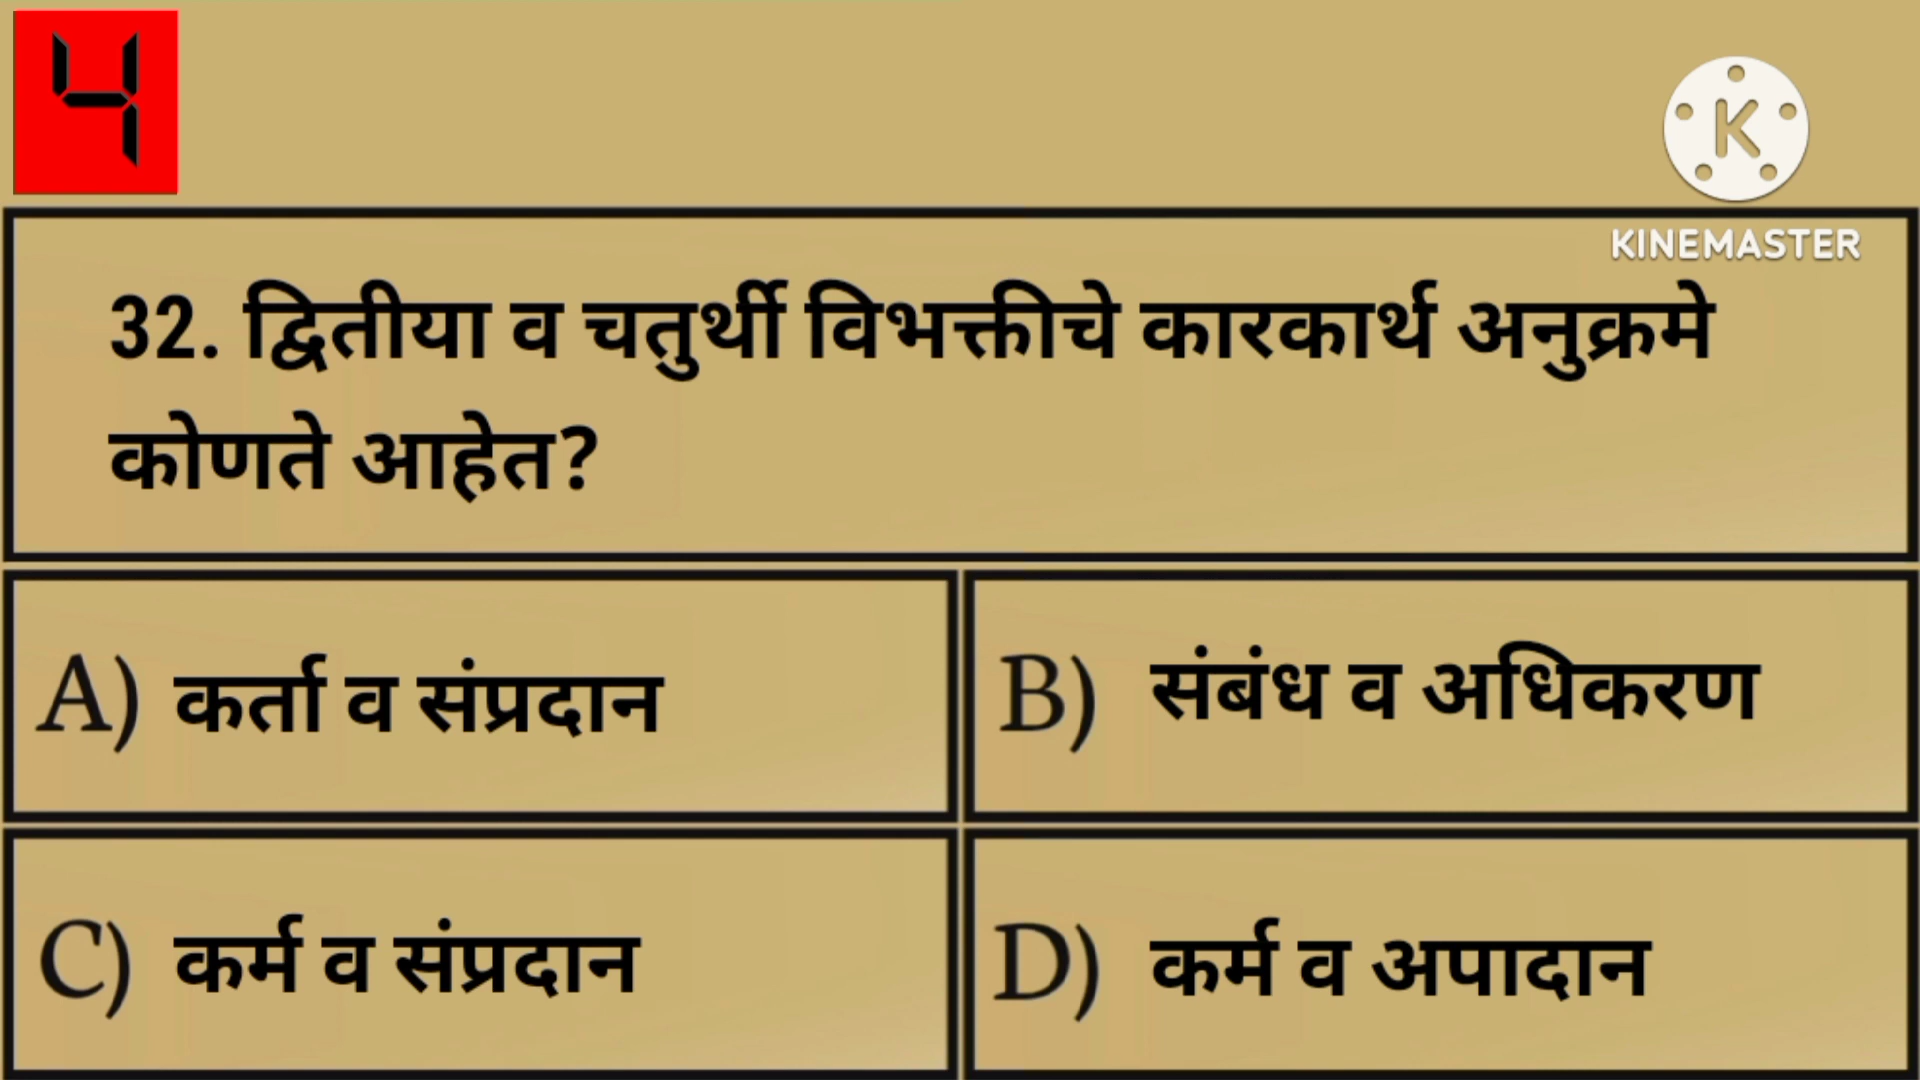 4
K
KINEMASTER
32. द्वितीया व चतुर्थी विभक्तीचे कारकार्थ अनुक्रमे
कोणते आहेत?
A) कर्ता व संप्रदान
B) संबंध व अधिकरण
C) कर्म व संप्रदान
D) कर्म व अपादान